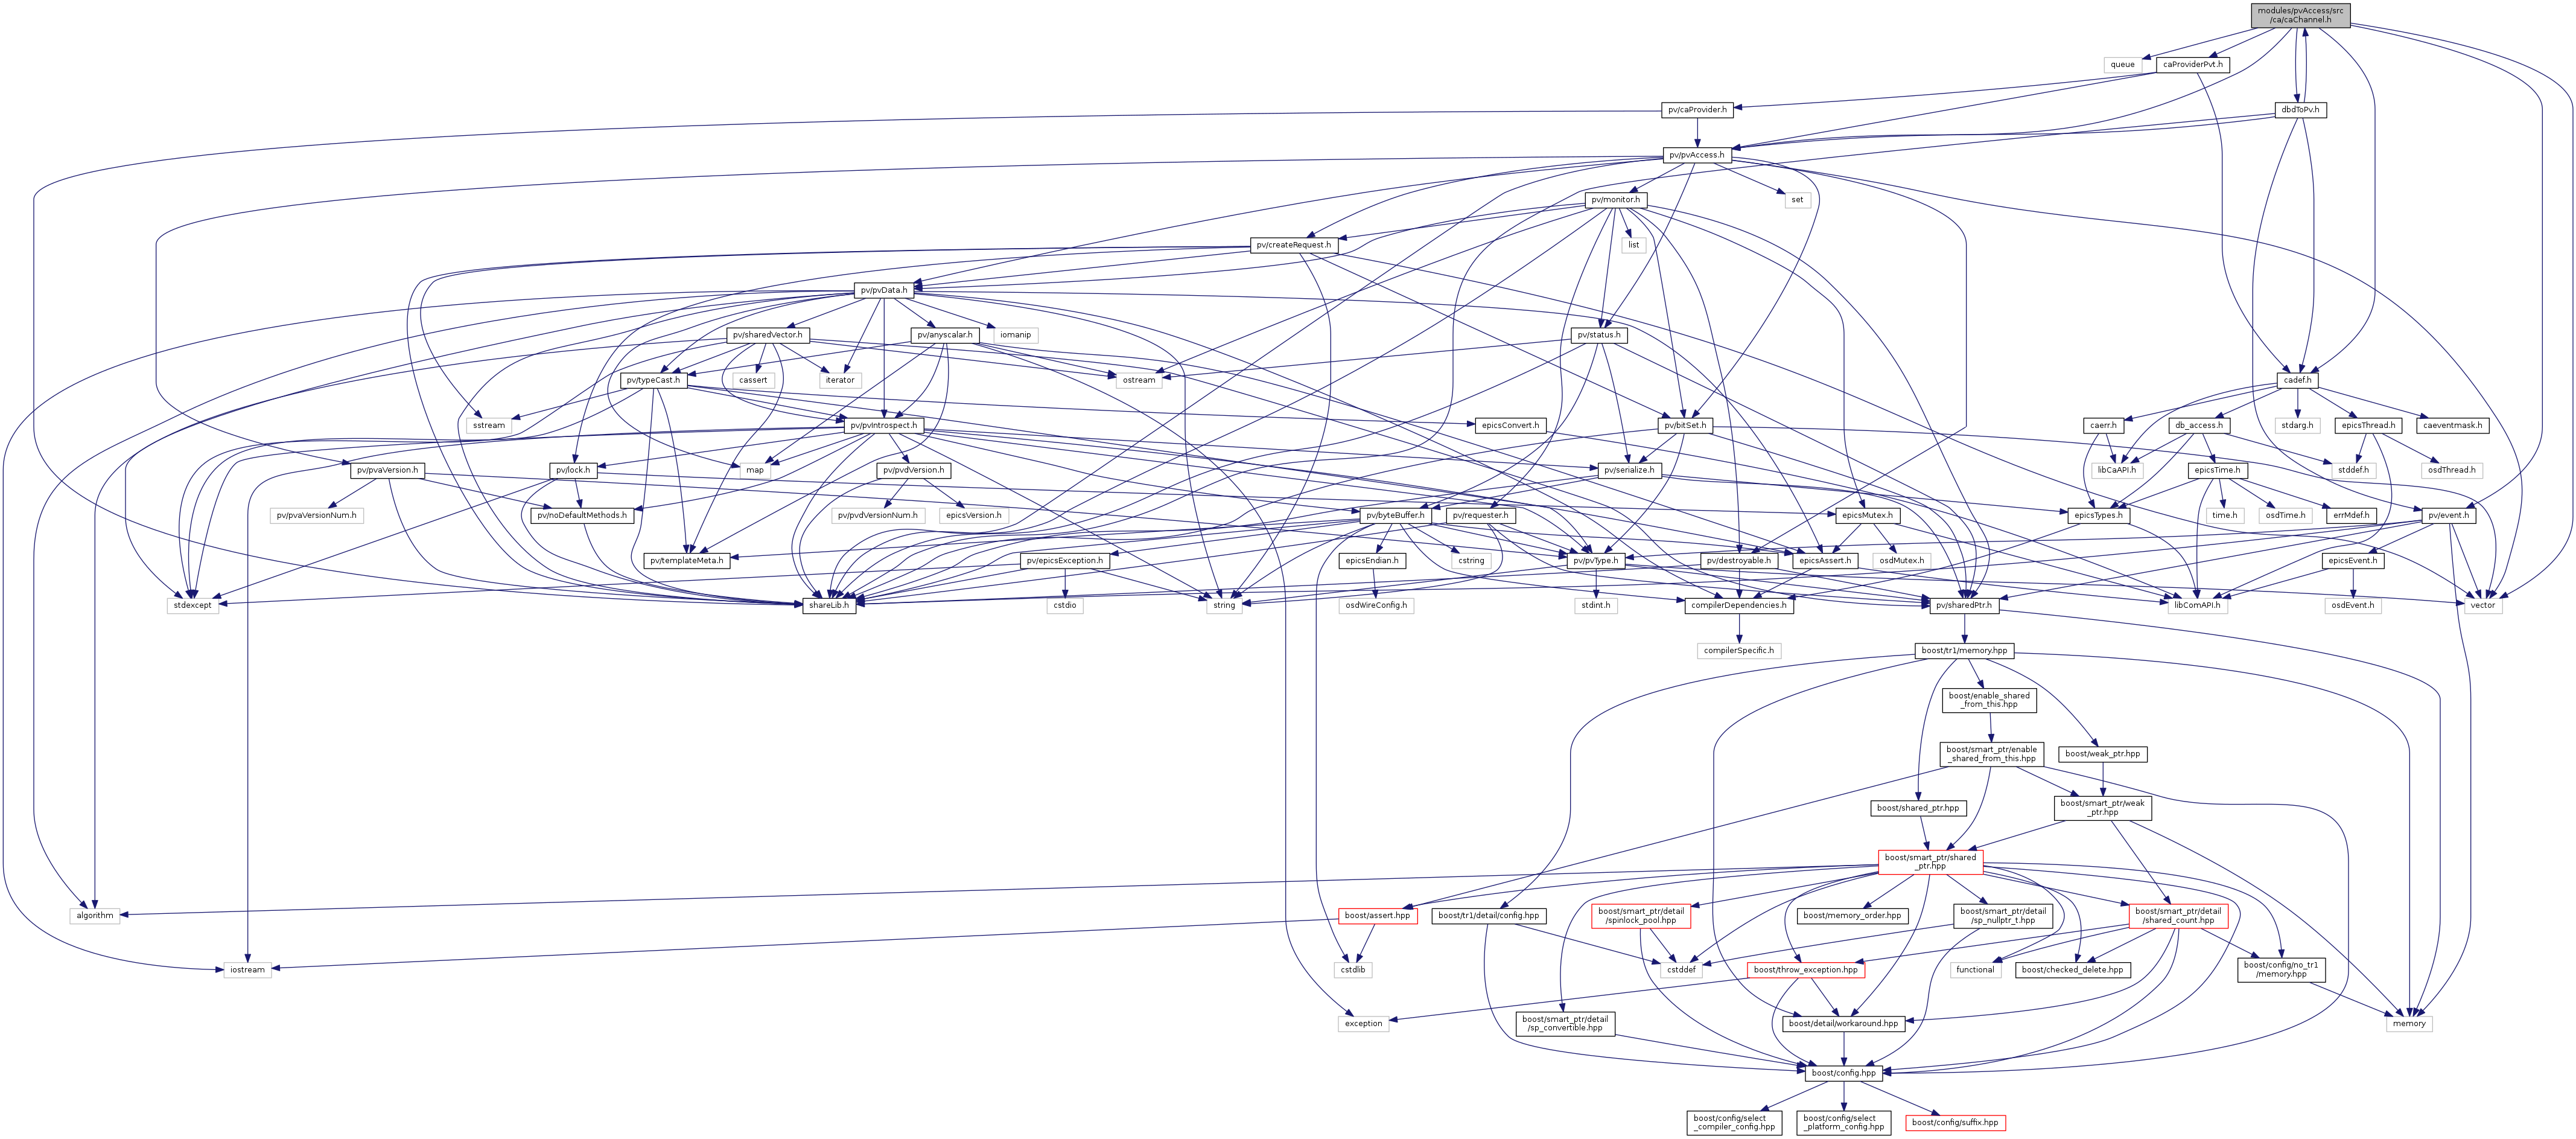 modules/pvAccess/src
/ca/caChannel.h
queue
caProviderPvt.h
pv/caProvider.h
dbdToPv.h
pv/pvAccess.h
pv/monitor.h
set
pv/createRequest.h
list
pv/pvData.h
pv/sharedVector.h
pv/anyscalar.h
iomanip
pv/status.h
pv/typeCast.h
cassert
iterator
ostream
cadef.h
sstream
pv/pvIntrospect.h
epicsConvert.h
pv/bitSet.h
caerr.h
db_access.h
stdarg.h
epicsThread.h
caeventmask.h
pv/pvaVersion.h
pv/lock.h
map
pv/pvdVersion.h
pv/serialize.h
libCaAPI.h
epicsTime.h
stddef.h
osdThread.h
pv/pvaVersionNum.h
pv/noDefaultMethods.h
pv/pvdVersionNum.h
epicsVersion.h
pv/byteBuffer.h
pv/requester.h
epicsMutex.h
epicsTypes.h
time.h
osdTime.h
errMdef.h
pv/event.h
pv/templateMeta.h
pv/epicsException.h
epicsEndian.h
cstring
pv/pvType.h
pv/destroyable.h
epicsAssert.h
osdMutex.h
epicsEvent.h
stdexcept
shareLib.h
cstdio
string
osdWireConfig.h
stdint.h
compilerDependencies.h
pv/sharedPtr.h
libComAPI.h
osdEvent.h
vector
compilerSpecific.h
boost/tr1/memory.hpp
boost/enable_shared
_from_this.hpp
boost/smart_ptr/enable
_shared_from_this.hpp
boost/weak_ptr.hpp
boost/shared_ptr.hpp
boost/smart_ptr/weak
_ptr.hpp
boost/smart_ptr/shared
_ptr.hpp
algorithm
boost/assert.hpp
boost/tr1/detail/config.hpp
boost/smart_ptr/detail
/spinlock_pool.hpp
boost/memory_order.hpp
boost/smart_ptr/detail
/sp_nullptr_t.hpp
boost/smart_ptr/detail
/shared_count.hpp
iostream
cstdlib
cstddef
boost/throw_exception.hpp
functional
boost/checked_delete.hpp
boost/config/no_tr1
/memory.hpp
exception
boost/smart_ptr/detail
/sp_convertible.hpp
boost/detail/workaround.hpp
memory
boost/config.hpp
boost/config/select
_compiler_config.hpp
boost/config/select
_platform_config.hpp
boost/config/suffix.hpp